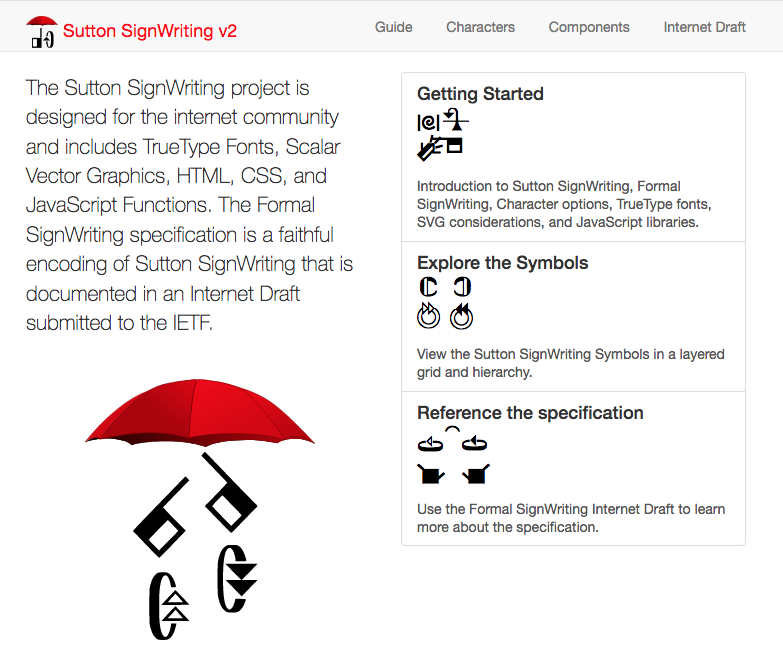 Sutton SignWriting v2
Guide
Characters
Components
Internet Draft
The Sutton SignWriting project is
designed for the internet community
and includes TrueType Fonts, Scalar
Vector Graphics, HTML, CSS, and
JavaScript Functions. The Formal
SignWriting specification is a faithful
encoding of Sutton SignWriting that is
documented in an Internet Draft
submitted to the IETF.
Getting Started
Introduction to Sutton SignWriting, Formal
SignWriting, Character options, TrueType fonts,
SVG considerations, and JavaScript libraries.
Explore the Symbols
View the Sutton SignWriting Symbols in a layered
grid and hierarchy.
Reference the specification
Use the Formal SignWriting Internet Draft to learn
more about the specification.